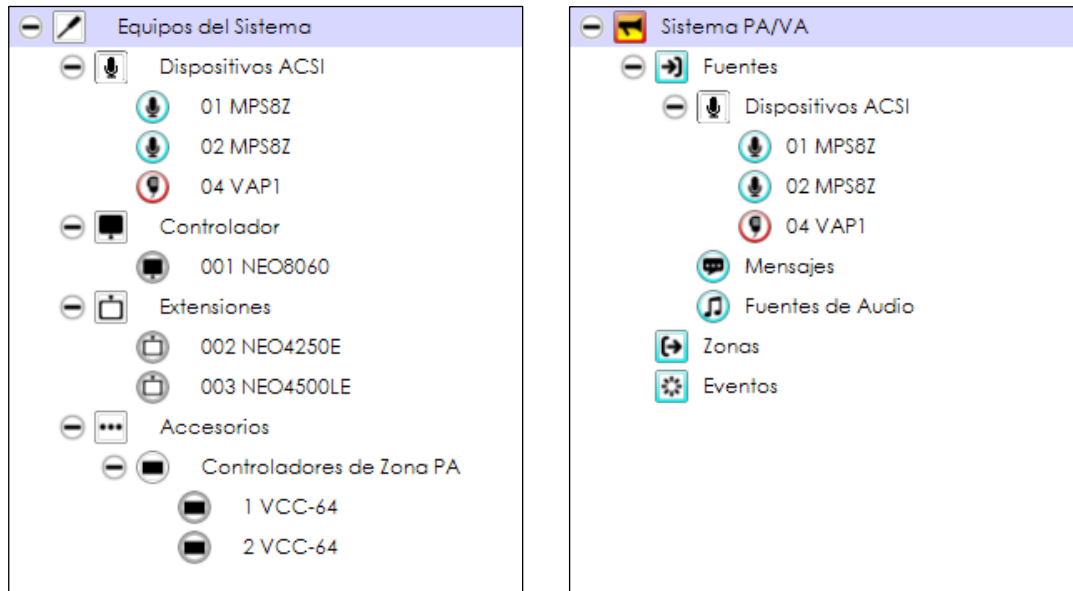 Equipos del Sistema
Dispositivos ACSI
01 MPS8Z
02 MPS8Z
04 VAP1
Controlador
001 NEO8060
Extensiones
002 NEO4250E
003 NEO4500LE
Accesorios
Controladores de Zona PA
1 VCC-64
2 VCC-64
Sistema PA/VA
Fuentes
Dispositivos ACSI
01 MPS8Z
02 MPS8Z
04 VAP1
Mensajes
Fuentes de Audio
Zonas
Eventos